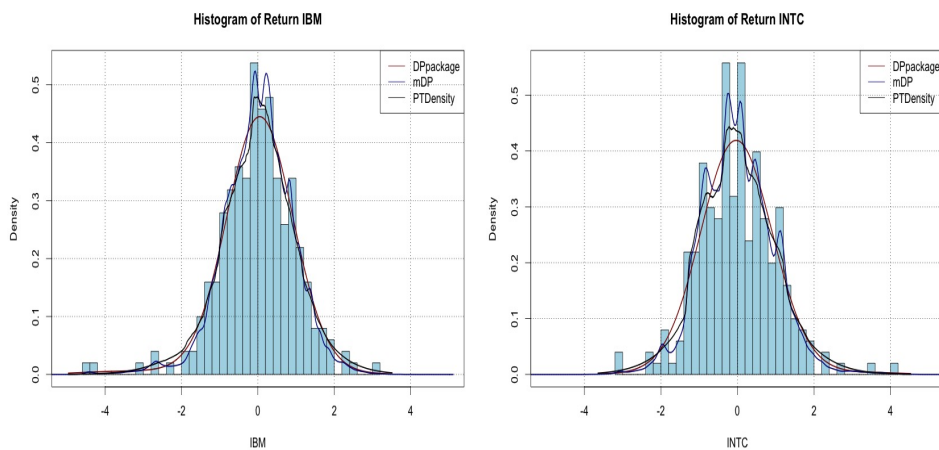 Histogram of Return IBM
DPpackage
mDP
PTDensity
Density
0.0
0.1
0.2
0.3
0.4
0.5
-4
-2
0
2
4
IBM
Histogram of Return INTC
DPpackage
mDP
PTDensity
Density
0.0
0.1
0.2
0.3
0.4
0.5
-4
-2
0
2
4
INTC